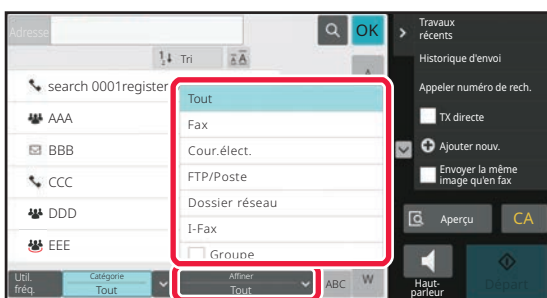 Adresse
OK
Tri
search 0001register
AAA
BBB
CCC
DDD
EEE
Tout
Fax
Cour.élect.
FTP/Poste
Dossier réseau
I-Fax
Groupe
Util.
fréq.
Catégorie
Tout
Affiner
Tout
ABC
W
Travaux
récents
Historique d'envoi
Appeler numéro de rech.
TX directe
Ajouter nouv.
Envoyer la même
image qu'en fax
Aperçu
CA
Haut-
parleur
Départ